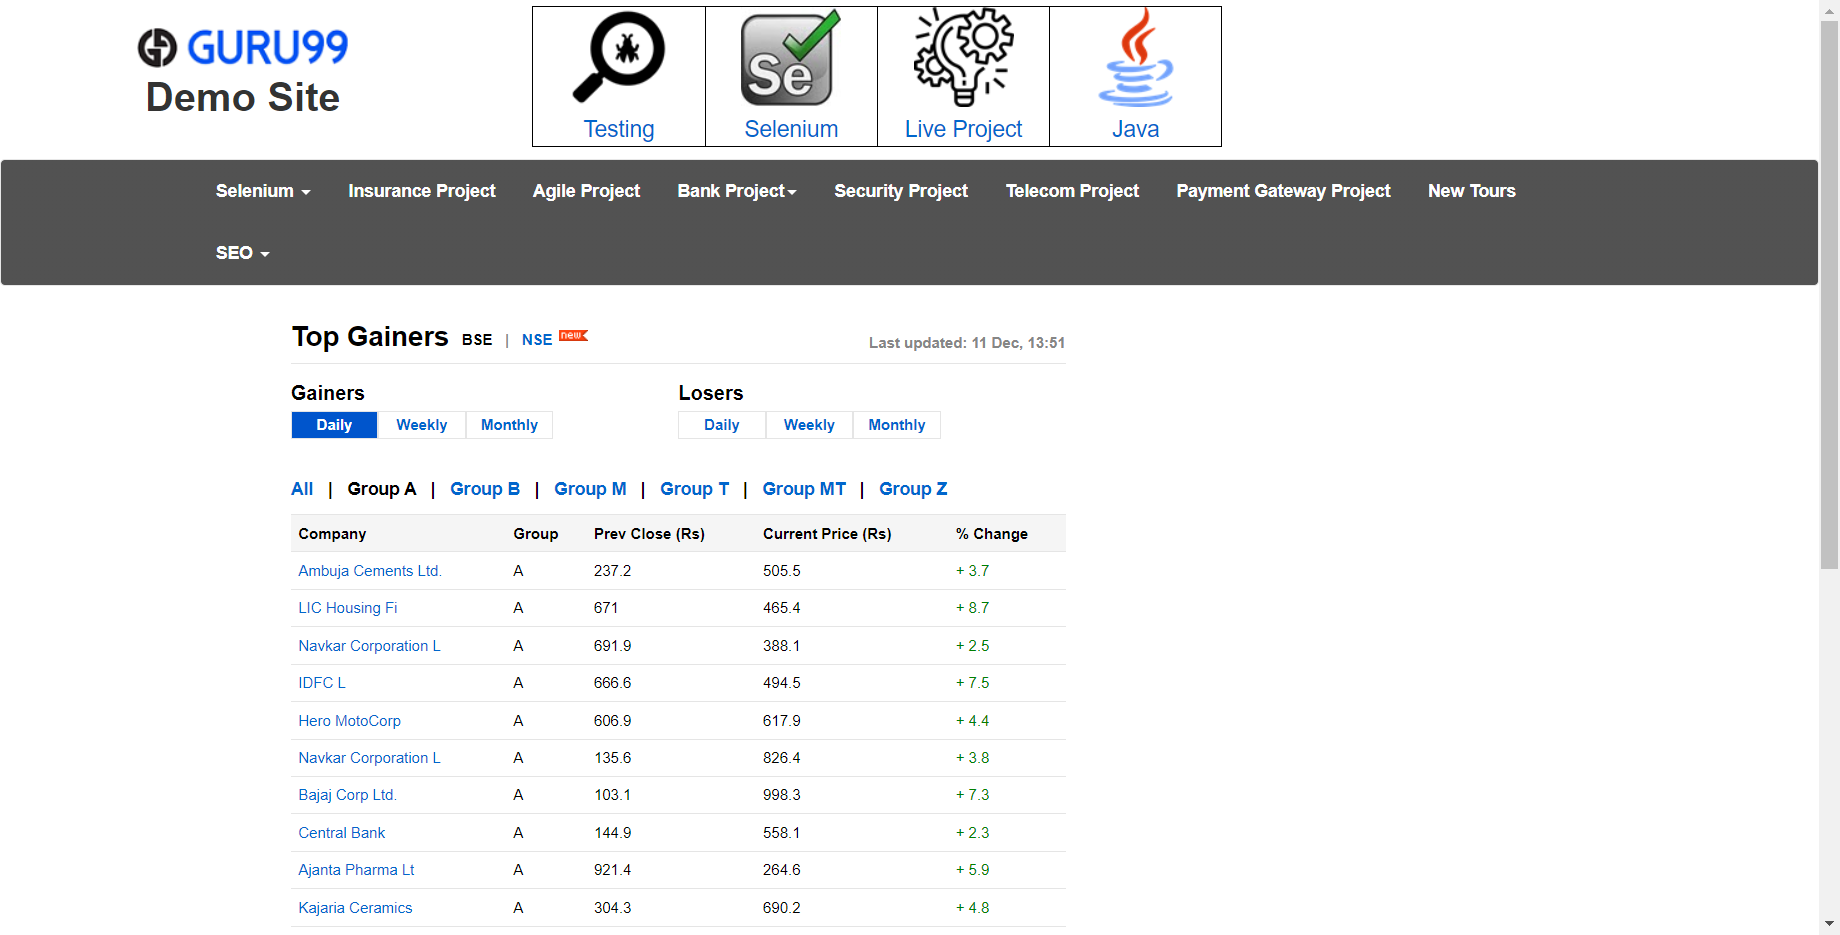 GURU99
Demo Site
Se
Testing Selenium Live Project Java
Selenium Insurance Project Agile Project Bank Project Security Project Telecom Project Payment Gateway Project New Tours
SEO
Top Gainers BSE | NSE new Last updated: 11 Dec, 13:51
Gainers Losers
Daily Weekly Monthly Daily Weekly Monthly
All | Group A | Group B | Group M | Group T | Group MT | Group Z
Company Group Prev Close (Rs) Current Price (Rs) % Change
Ambuja Cements Ltd. A 237.2 505.5 + 3.7
LIC Housing Fi A 671 465.4 + 8.7
Navkar Corporation L A 691.9 388.1 + 2.5
IDFC L A 666.6 494.5 + 7.5
Hero MotoCorp A 606.9 617.9 + 4.4
Navkar Corporation L A 135.6 826.4 + 3.8
Bajaj Corp Ltd. A 103.1 998.3 + 7.3
Central Bank A 144.9 558.1 + 2.3
Ajanta Pharma Lt A 921.4 264.6 + 5.9
Kajaria Ceramics A 304.3 690.2 + 4.8